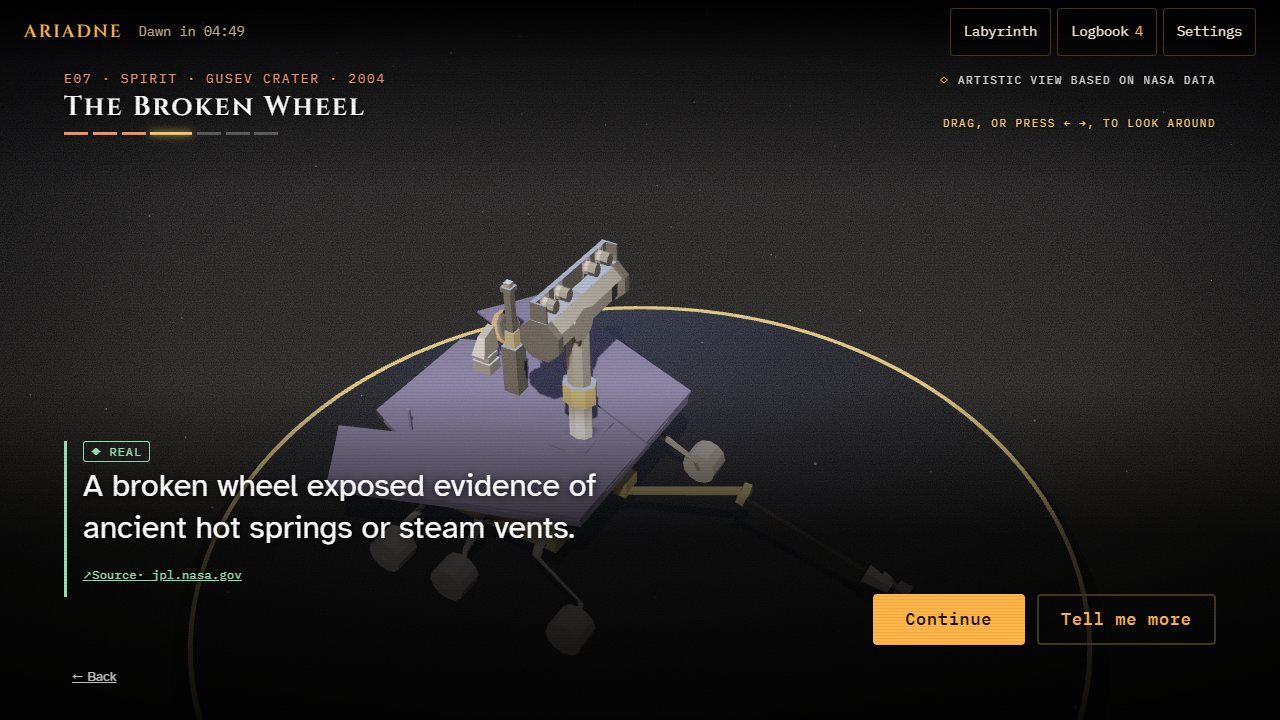 ARIADNE Dawn in 04:49
Labyrinth Logbook 4 Settings
E07 · SPIRIT · GUSEV CRATER · 2004
The Broken Wheel
◇ ARTISTIC VIEW BASED ON NASA DATA
DRAG, OR PRESS ← →, TO LOOK AROUND
◆ REAL
A broken wheel exposed evidence of
ancient hot springs or steam vents.
↗Source· jpl.nasa.gov
Continue Tell me more
← Back